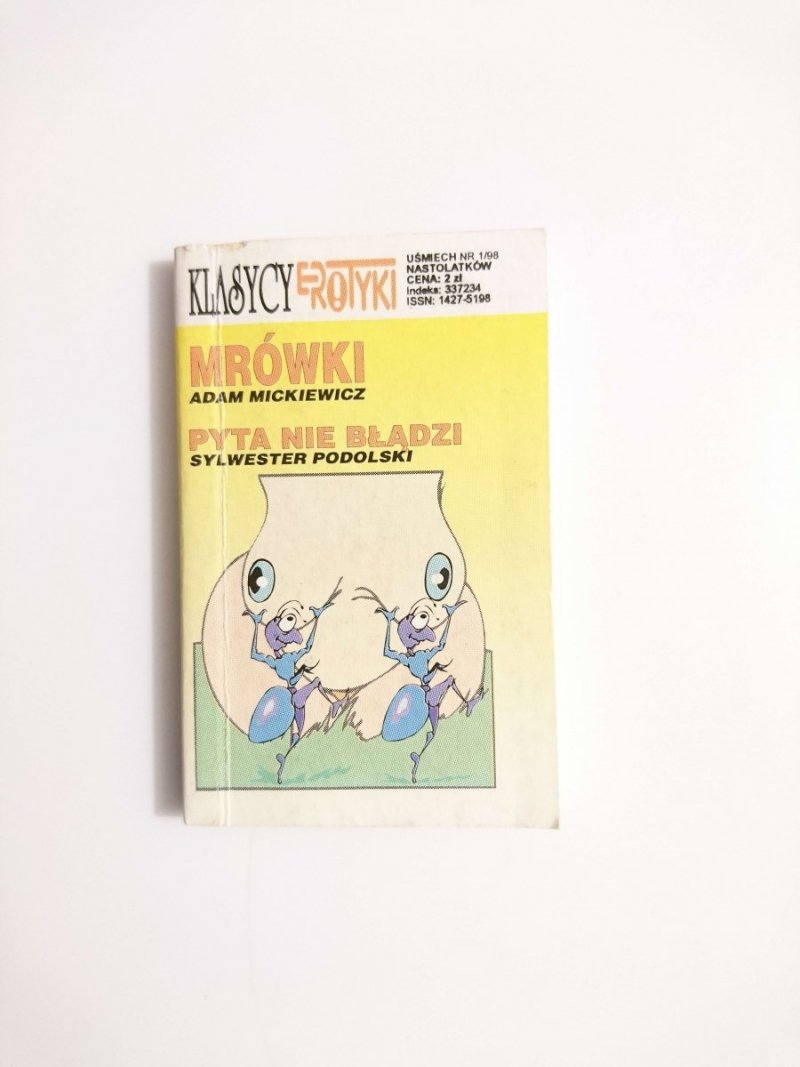 KLASYCY EROTYKI
UŚMIECH NR 1/98
NASTOLATKÓW
CENA: 2 zł
Indeks: 337234
ISSN: 1427-5198
MRÓWKI
ADAM MICKIEWICZ
PYTA NIE BŁĄDZI
SYLWESTER PODOLSKI